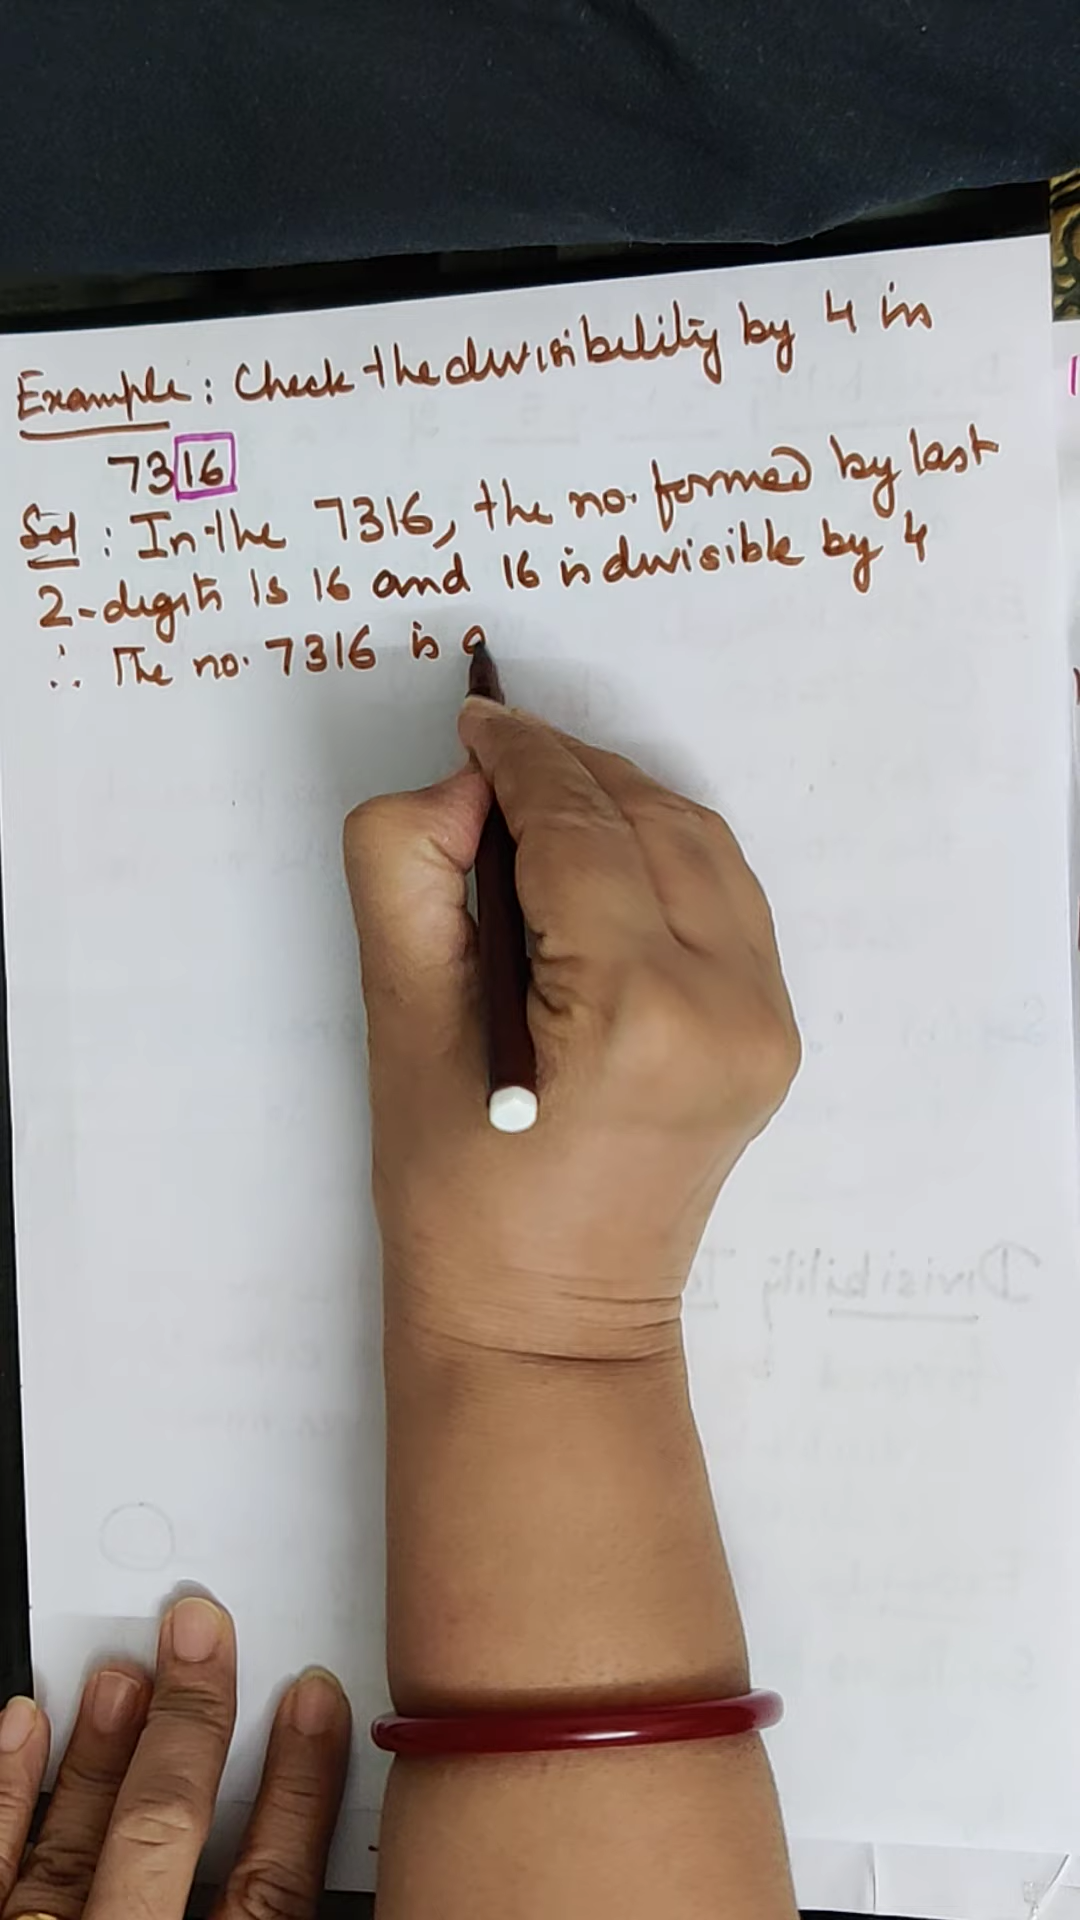 Example: Check the divisibility by 4 in
7316
Sol: In the 7316, the no. formed by last
2-digits is 16 and 16 is divisible by 4
∴ The no. 7316 is a
Divisibility